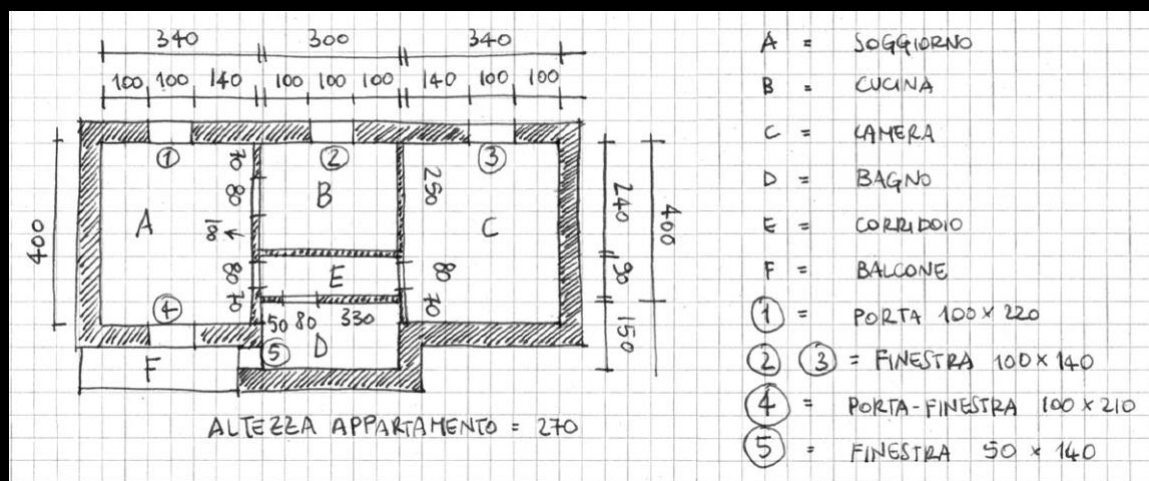 340 300 340
100 100 140 100 100 100 140 100 100
1 2 3
400
A
70
80
80
80
70
B
E
50 80 330
D
250
80
70
C
240
90
150
400
4
5
F
ALTEZZA APPARTAMENTO = 270
A = SOGGIORNO
B = CUCINA
C = CAMERA
D = BAGNO
E = CORRIDOIO
F = BALCONE
1 = PORTA 100 x 220
2 3 = FINESTRA 100 x 140
4 = PORTA-FINESTRA 100 x 210
5 = FINESTRA 50 x 140